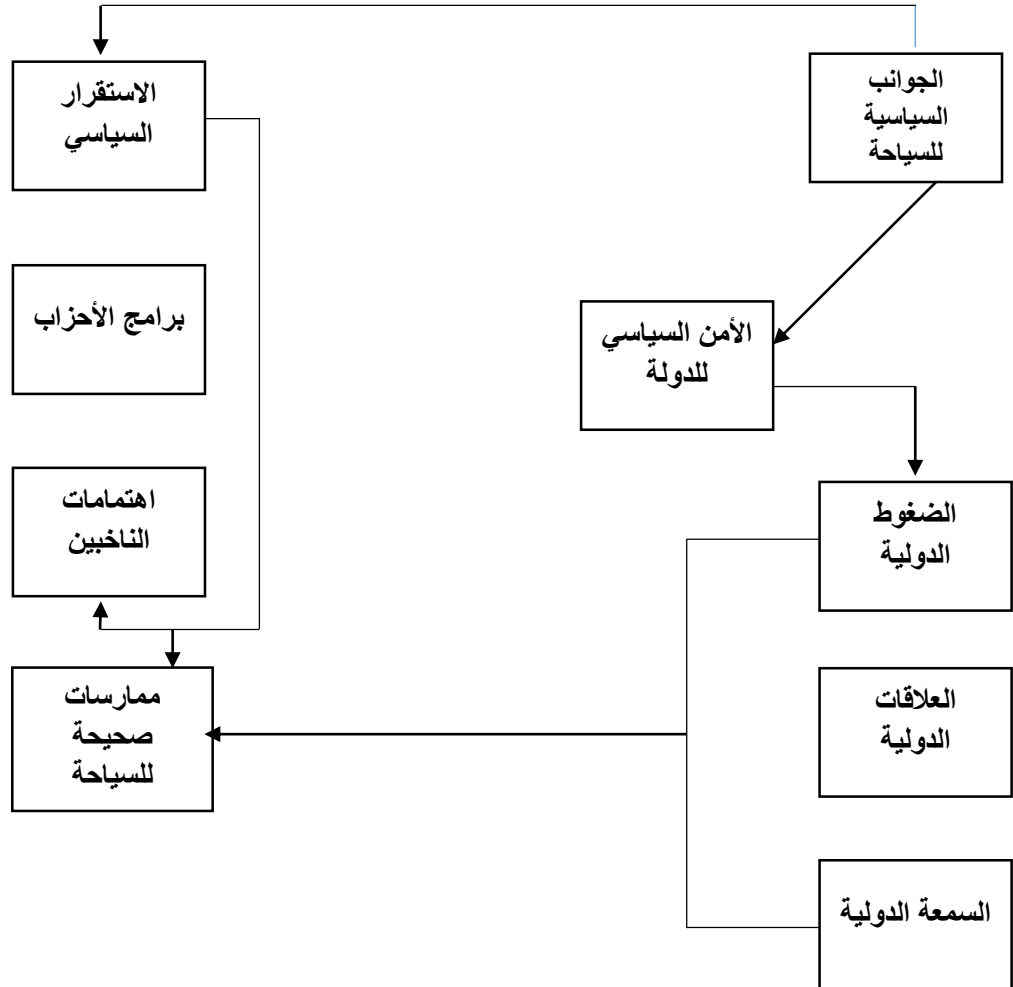 الجوانب
السياسية
للسياحة
الاستقرار
السياسي
برامج الأحزاب
الأمن السياسي
للدولة
اهتمامات
الناخبين
الضغوط
الدولية
ممارسات
صحيحة
للسياحة
العلاقات
الدولية
السمعة الدولية